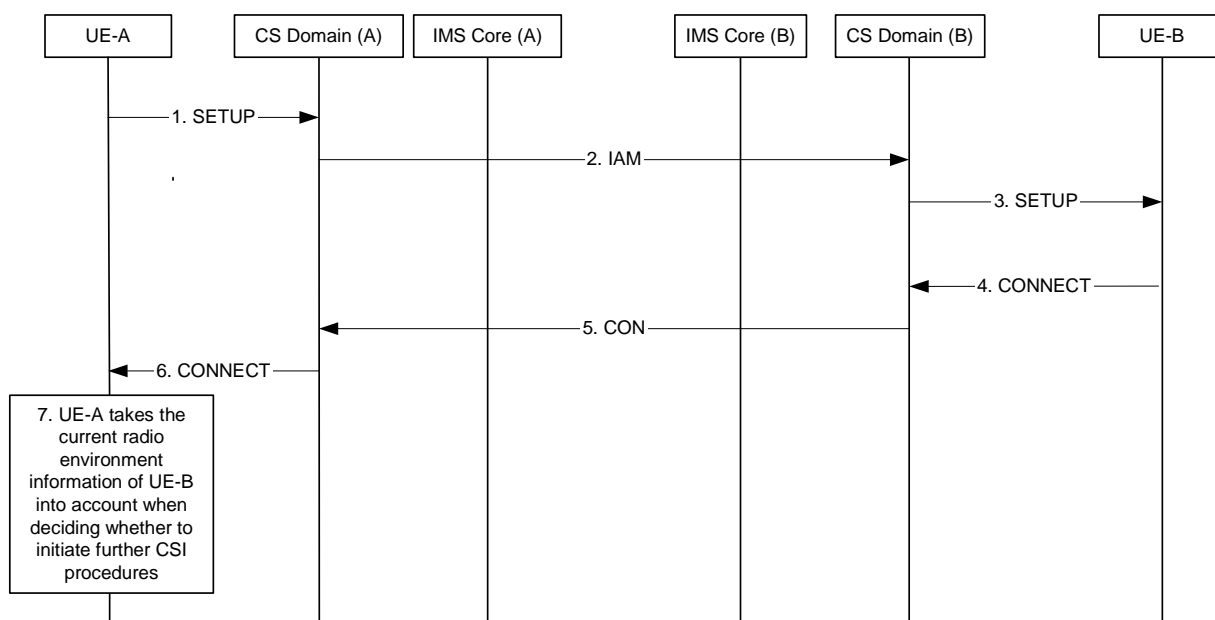 UE-A
CS Domain (A)
IMS Core (A)
IMS Core (B)
CS Domain (B)
UE-B
1. SETUP
2. IAM
3. SETUP
4. CONNECT
5. CON
6. CONNECT
7. UE-A takes the
current radio
environment
information of UE-B
into account when
deciding whether to
initiate further CSI
procedures